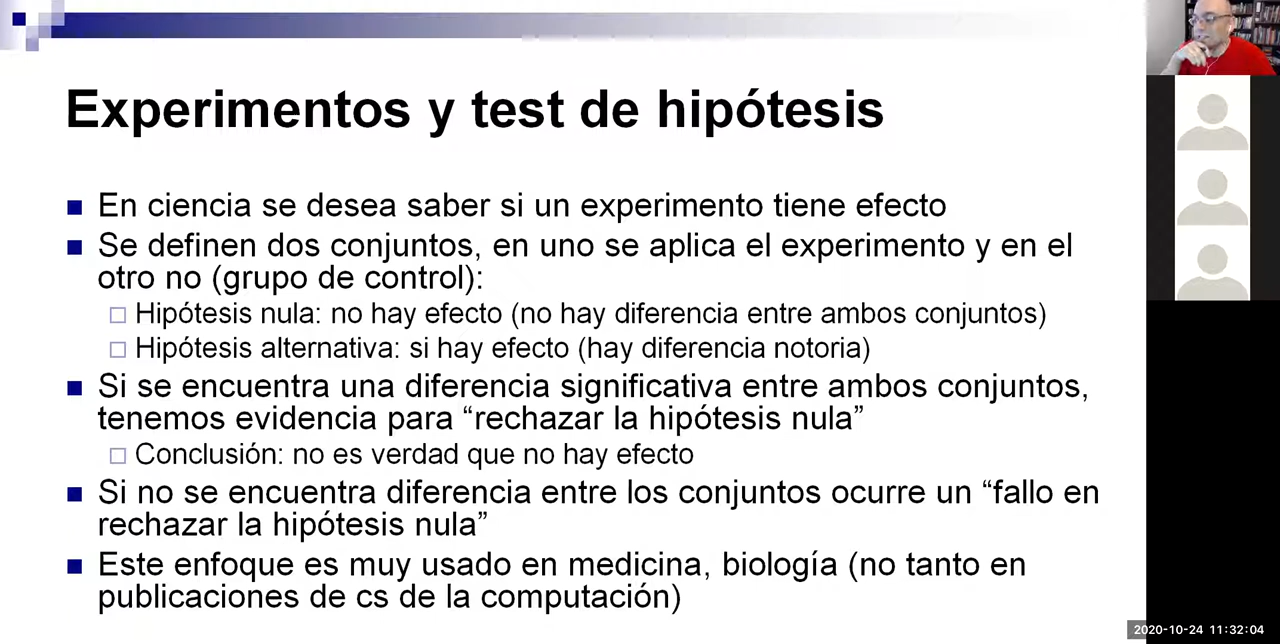 Experimentos y test de hipótesis
En ciencia se desea saber si un experimento tiene efecto
Se definen dos conjuntos, en uno se aplica el experimento y en el
otro no (grupo de control):
Hipótesis nula: no hay efecto (no hay diferencia entre ambos conjuntos)
Hipótesis alternativa: si hay efecto (hay diferencia notoria)
Si se encuentra una diferencia significativa entre ambos conjuntos,
tenemos evidencia para “rechazar la hipótesis nula”
Conclusión: no es verdad que no hay efecto
Si no se encuentra diferencia entre los conjuntos ocurre un “fallo en
rechazar la hipótesis nula”
Este enfoque es muy usado en medicina, biología (no tanto en
publicaciones de cs de la computación)
2020-10-24 11:32:04